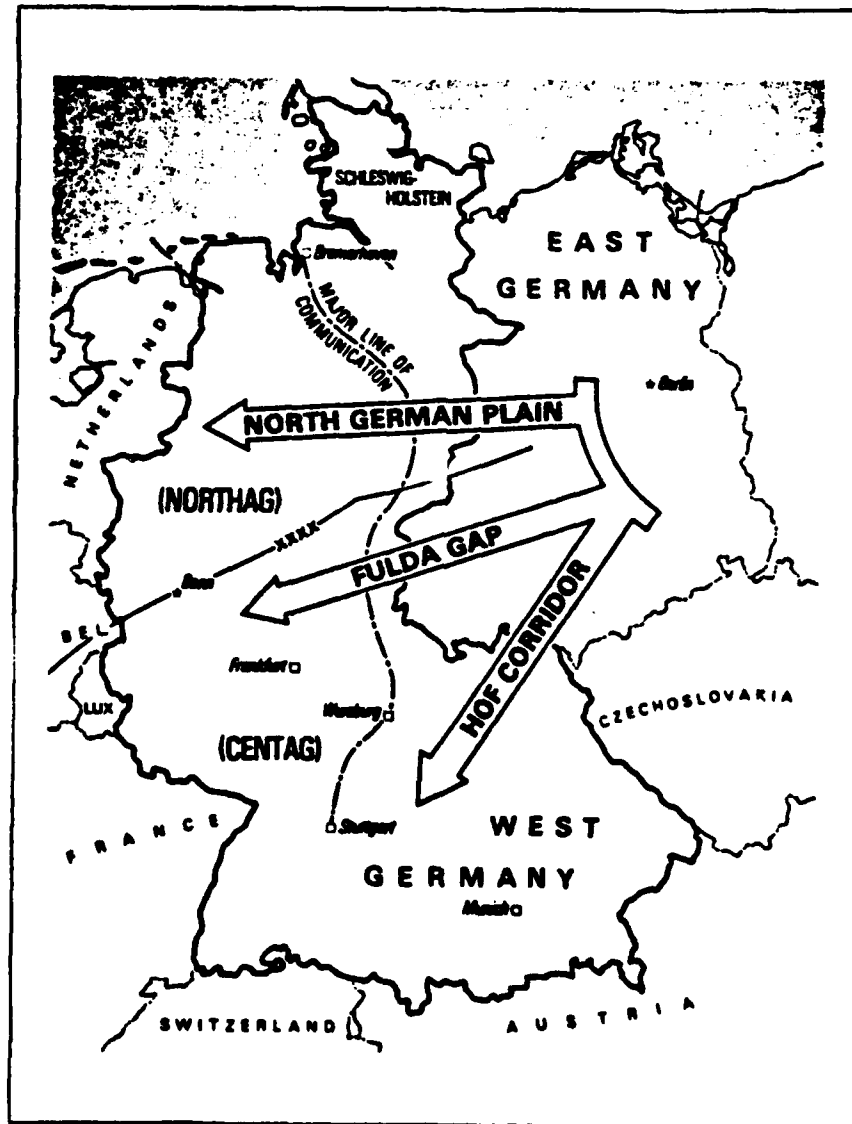 SCHLESWIG-
HOLSTEIN
EAST
GERMANY
Bremerhaven
MAJOR LINE OF
COMMUNICATION
NETHERLANDS
Berlin
NORTH GERMAN PLAIN
(NORTHAG)
XXXX
FULDA GAP
Bonn
BEL
HOF CORRIDOR
Frankfurt
LUX
Wurzburg
CZECHOSLOVAKIA
(CENTAG)
Stuttgart
FRANCE
WEST
GERMANY
Munich
SWITZERLAND
AUSTRIA